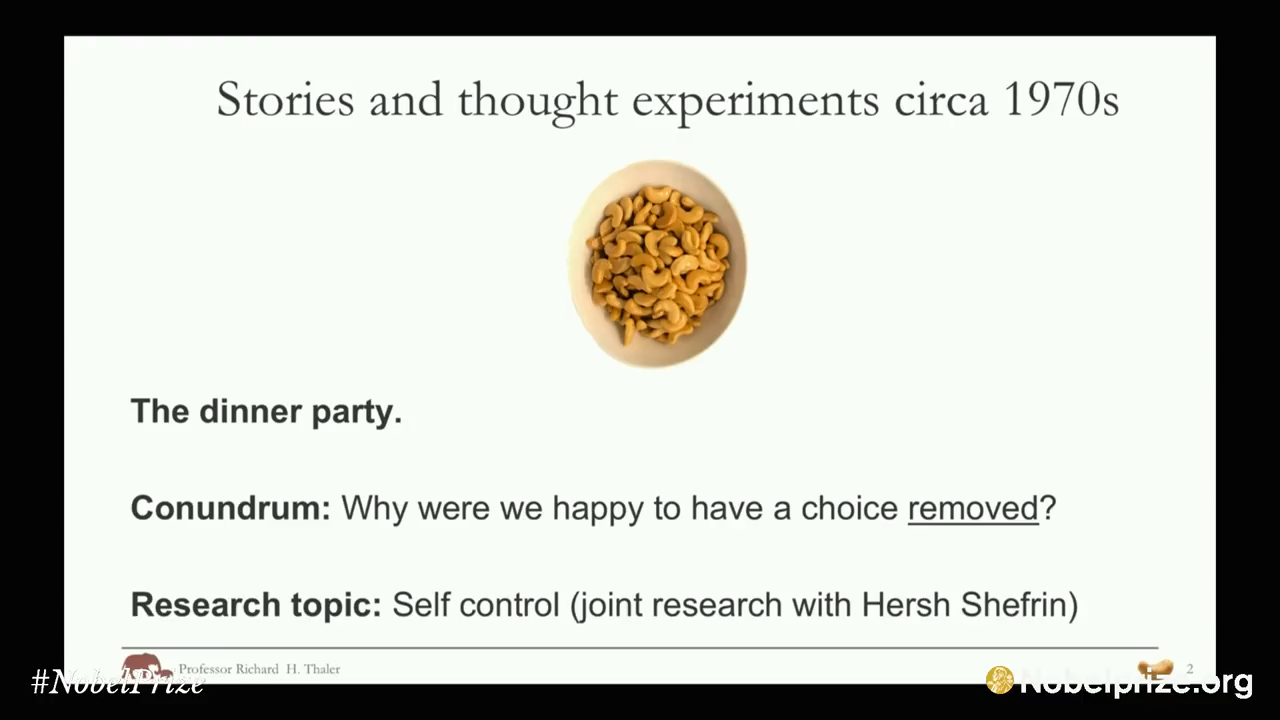 Stories and thought experiments circa 1970s
The dinner party.
Conundrum: Why were we happy to have a choice removed?
Research topic: Self control (joint research with Hersh Shefrin)
Professor Richard H. Thaler
2
#NobelPrize
Nobelprize.org